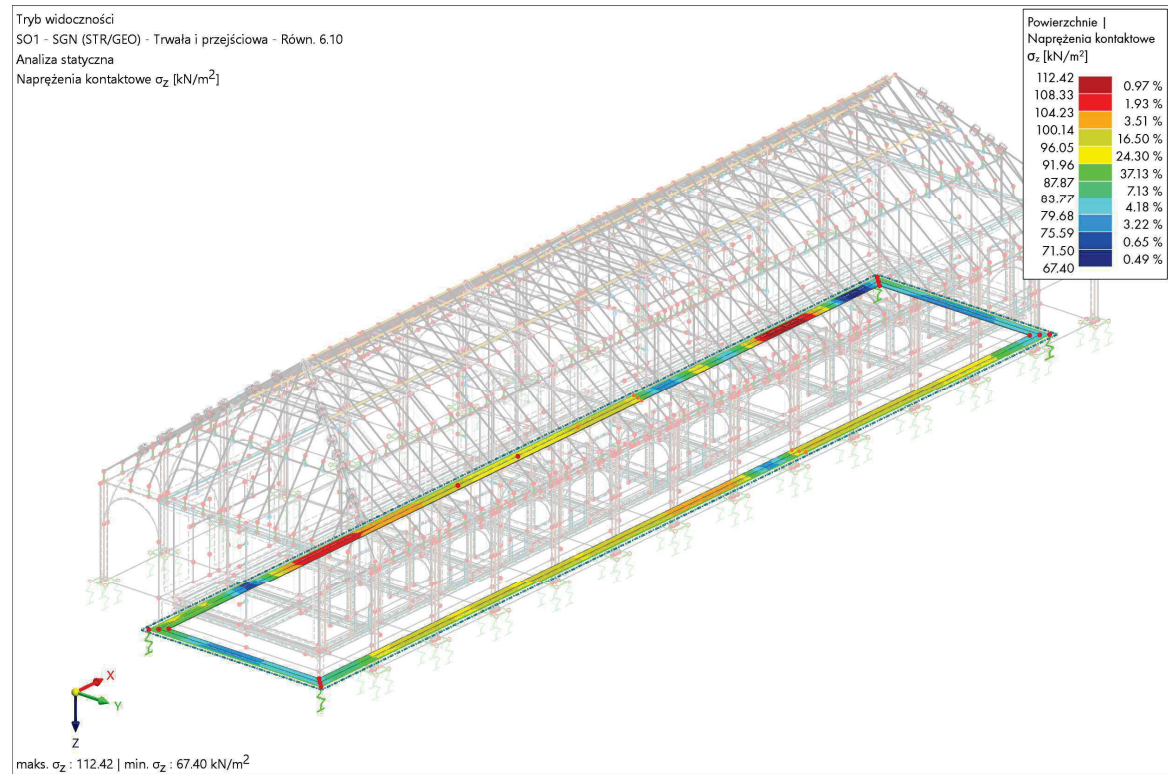 Tryb widoczności
SO1 - SGN (STR/GEO) - Trwała i przejściowa - Równ. 6.10
Analiza statyczna
Naprężenia kontaktowe σz [kN/m²]
Powierzchnie |
Naprężenia kontaktowe
σz [kN/m²]
112.42
0.97 %
108.33
1.93 %
104.23
3.51 %
100.14
16.50 %
96.05
24.30 %
91.96
37.13 %
87.87
7.13 %
83.77
4.18 %
79.68
3.22 %
75.59
0.65 %
71.50
0.49 %
67.40
X
Y
Z
maks. σz : 112.42 | min. σz : 67.40 kN/m²